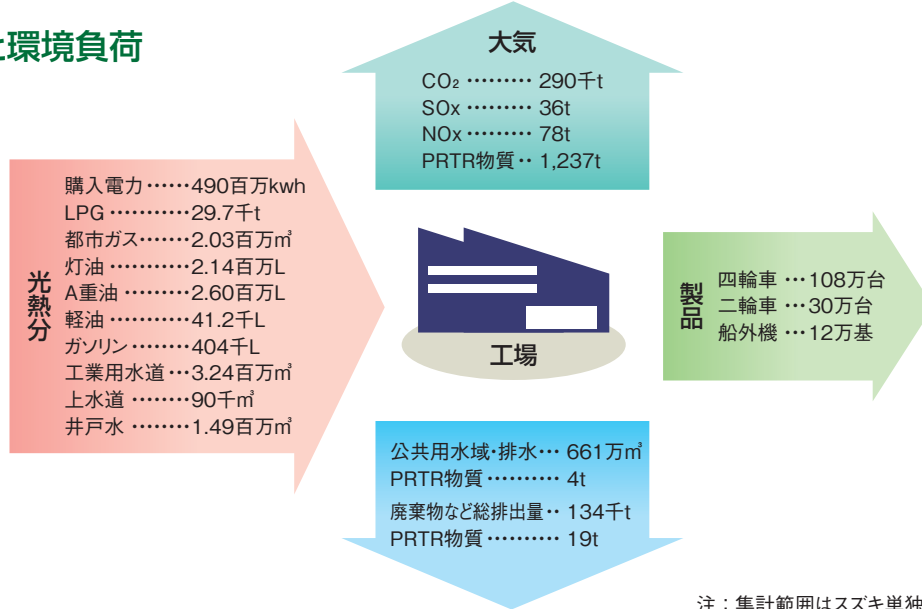 環境負荷
大気
CO₂ ……… 290千t
SOx ……… 36t
NOx ……… 78t
PRTR物質‥ 1,237t
光熱分
購入電力……490百万kwh
LPG …………29.7千t
都市ガス……2.03百万㎥
灯油 …………2.14百万L
A重油 ………2.60百万L
軽油 …………41.2千L
ガソリン ………404千L
工業用水道…3.24百万㎥
上水道 ………90千㎥
井戸水 ………1.49百万㎥
工場
製品
四輪車 …108万台
二輪車 …30万台
船外機 …12万基
公共用水域・排水… 661万㎥
PRTR物質………… 4t
廃棄物など総排出量‥ 134千t
PRTR物質………… 19t
注：集計範囲はスズキ単独